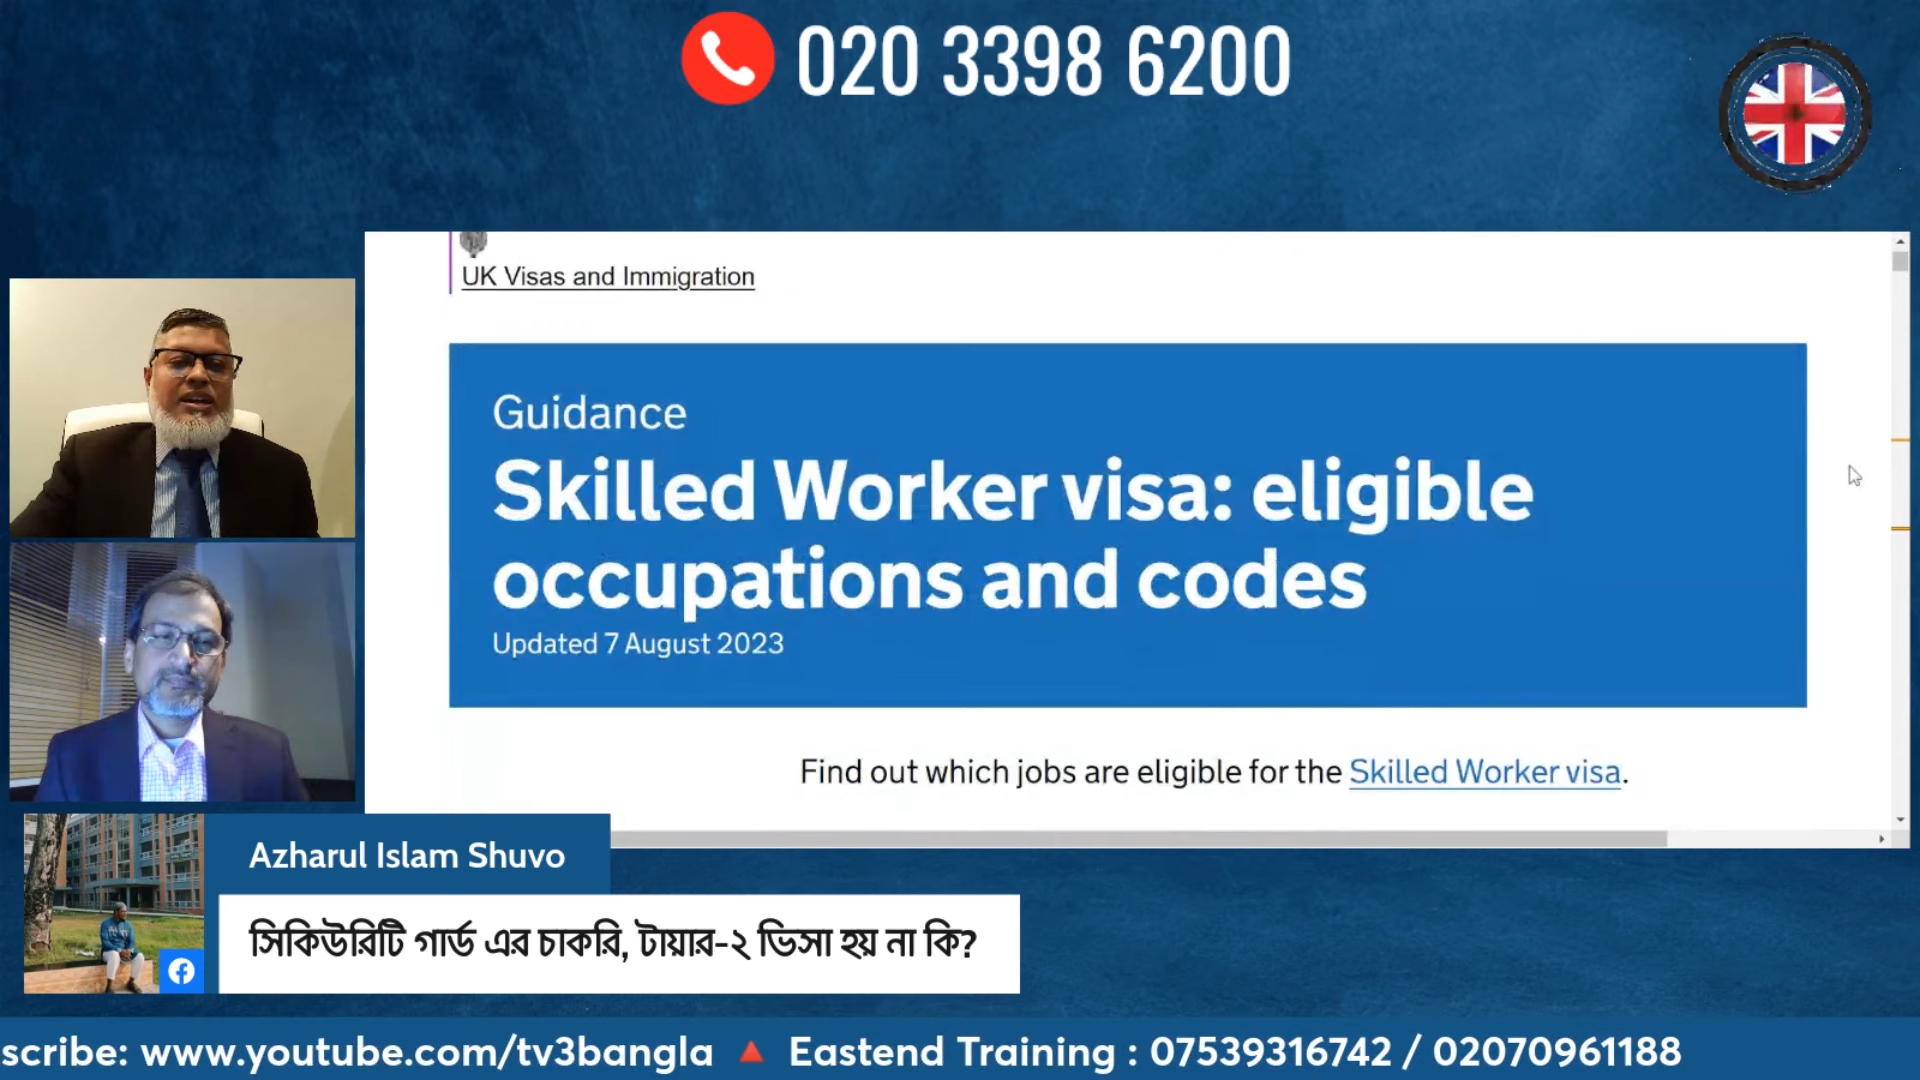 020 3398 6200
UK Visas and Immigration
Guidance
Skilled Worker visa: eligible
occupations and codes
Updated 7 August 2023
Find out which jobs are eligible for the Skilled Worker visa.
Azharul Islam Shuvo
সিকিউরিটি গার্ড এর চাকরি, টায়ার-২ ভিসা হয় না কি?
scribe: www.youtube.com/tv3bangla 🔺 Eastend Training : 07539316742 / 02070961188